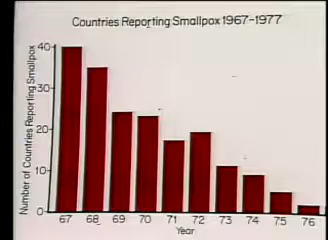 Countries Reporting Smallpox 1967-1977
Number of Countries Reporting Smallpox
40
30
20
10
0
67 68 69 70 71 72 73 74 75 76
Year